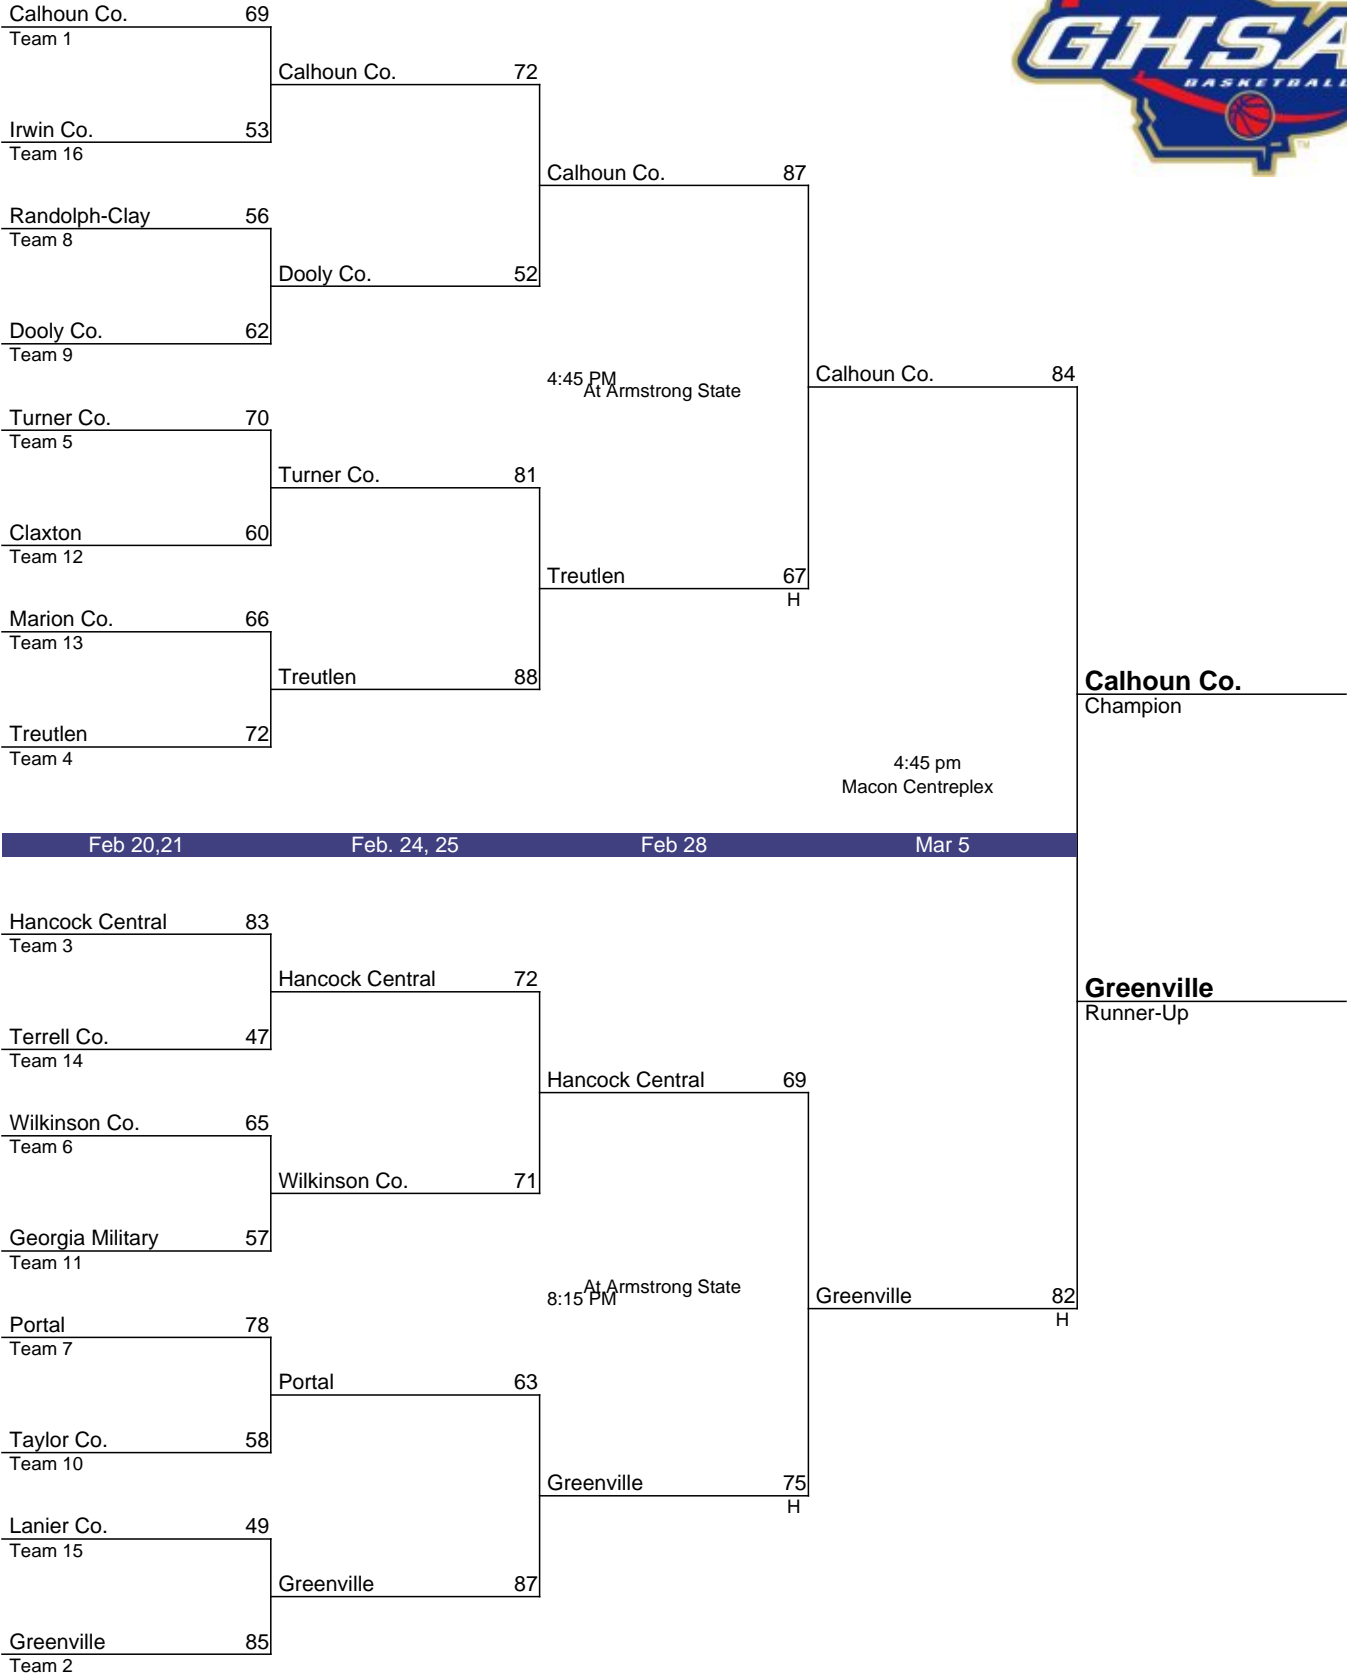 GHSA
BASKETBALL
TM
Calhoun Co. 69
Team 1
Calhoun Co. 72
Irwin Co. 53
Team 16
Calhoun Co. 87
Randolph-Clay 56
Team 8
Dooly Co. 52
Dooly Co. 62
Team 9
4:45 PM
At Armstrong State
Calhoun Co. 84
Turner Co. 70
Team 5
Turner Co. 81
Claxton 60
Team 12
Treutlen 67
H
Marion Co. 66
Team 13
Treutlen 88
Calhoun Co.
Champion
Treutlen 72
Team 4
4:45 pm
Macon Centreplex
Feb 20,21 Feb. 24, 25 Feb 28 Mar 5
Hancock Central 83
Team 3
Hancock Central 72
Greenville
Runner-Up
Terrell Co. 47
Team 14
Hancock Central 69
Wilkinson Co. 65
Team 6
Wilkinson Co. 71
Georgia Military 57
Team 11
At Armstrong State
8:15 PM
Greenville 82
H
Portal 78
Team 7
Portal 63
Taylor Co. 58
Team 10
Greenville 75
H
Lanier Co. 49
Team 15
Greenville 87
Greenville 85
Team 2